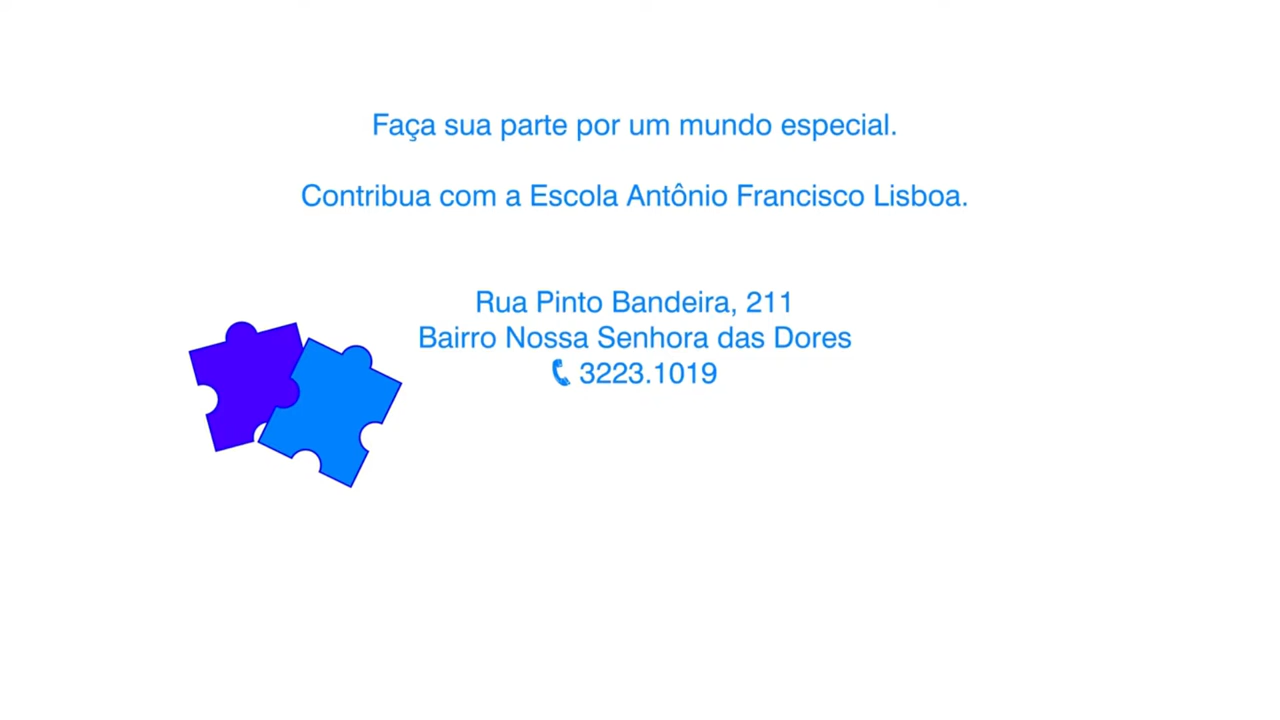 Faça sua parte por um mundo especial.
Contribua com a Escola Antônio Francisco Lisboa.
Rua Pinto Bandeira, 211
Bairro Nossa Senhora das Dores
3223.1019